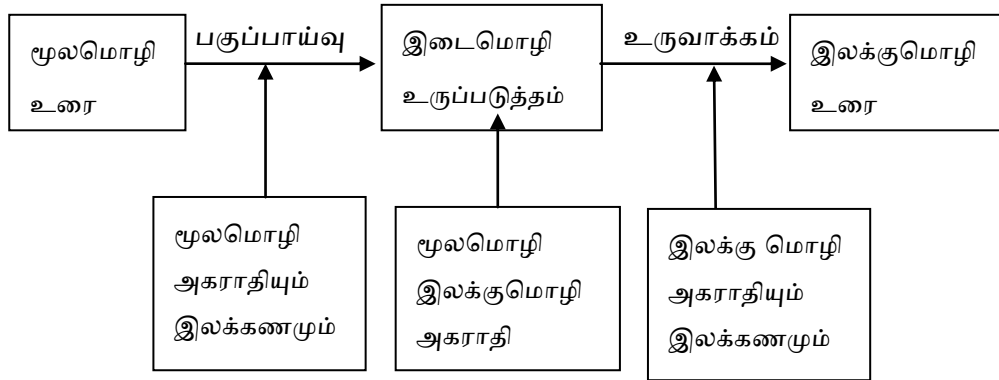 மூலமொழி
உரை
பகுப்பாய்வு
இடைமொழி
உருப்படுத்தம்
உருவாக்கம்
இலக்குமொழி
உரை
மூலமொழி
அகராதியும்
இலக்கணமும்
மூலமொழி
இலக்குமொழி
அகராதி
இலக்கு மொழி
அகராதியும்
இலக்கணமும்